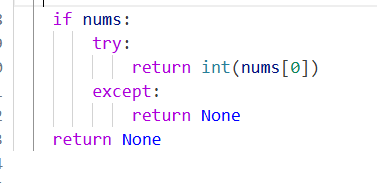 if nums:
try:
return int(nums[0])
except:
return None
return None